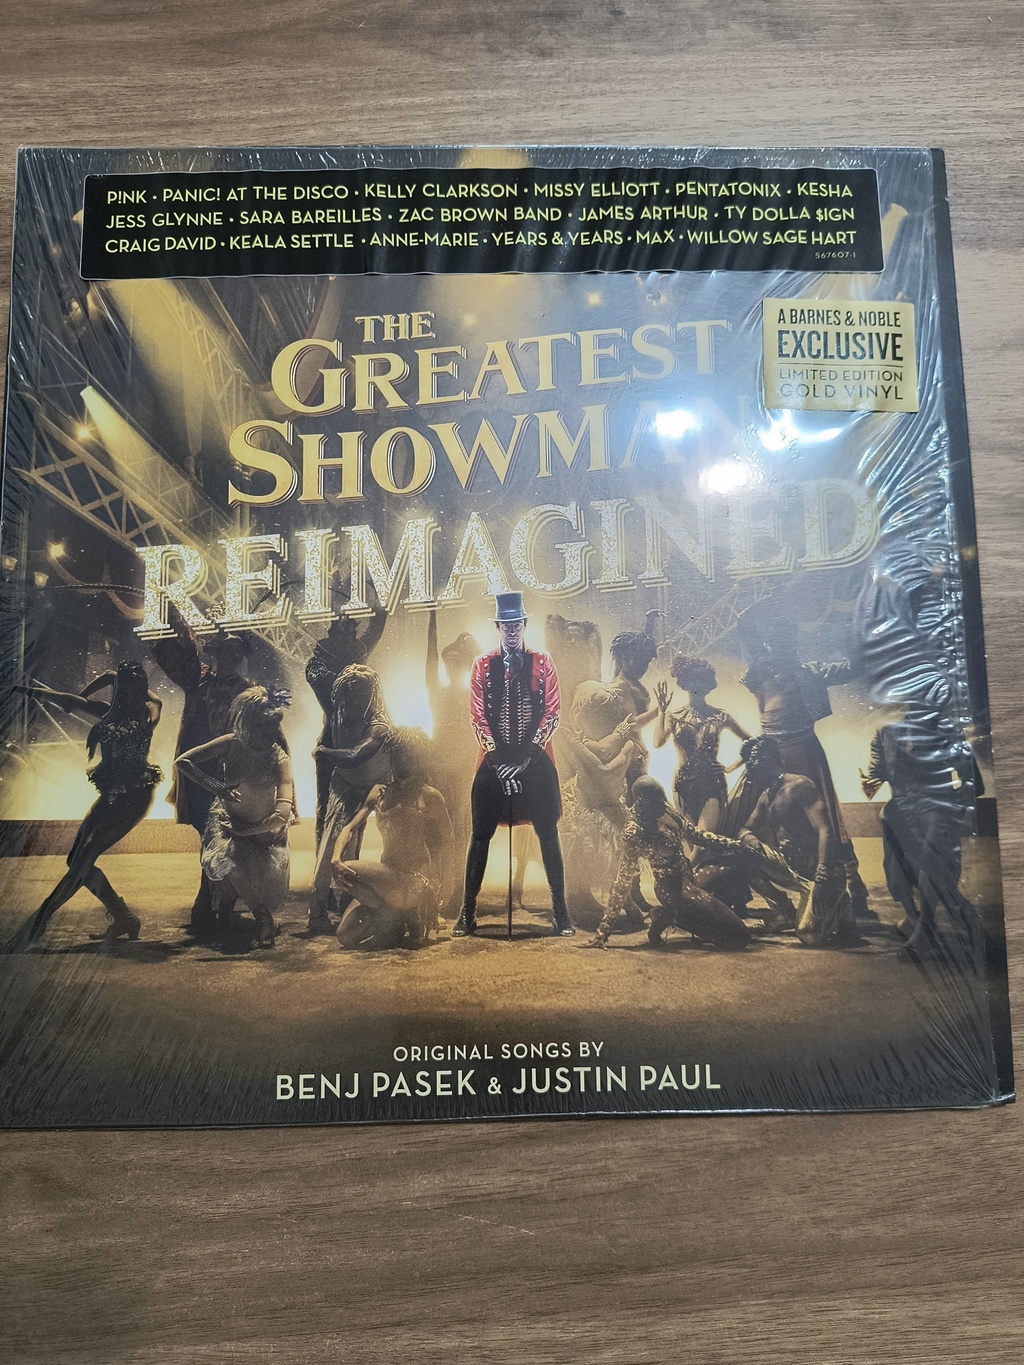 P!NK • PANIC! AT THE DISCO • KELLY CLARKSON • MISSY ELLIOTT • PENTATONIX • KESHA
JESS GLYNNE • SARA BAREILLES • ZAC BROWN BAND • JAMES ARTHUR • TY DOLLA $IGN
CRAIG DAVID • KEALA SETTLE • ANNE-MARIE • YEARS & YEARS • MAX • WILLOW SAGE HART
567607-1
A BARNES & NOBLE
EXCLUSIVE
LIMITED EDITION
GOLD VINYL
THE
GREATEST
SHOWMAN
REIMAGINED
ORIGINAL SONGS BY
BENJ PASEK & JUSTIN PAUL